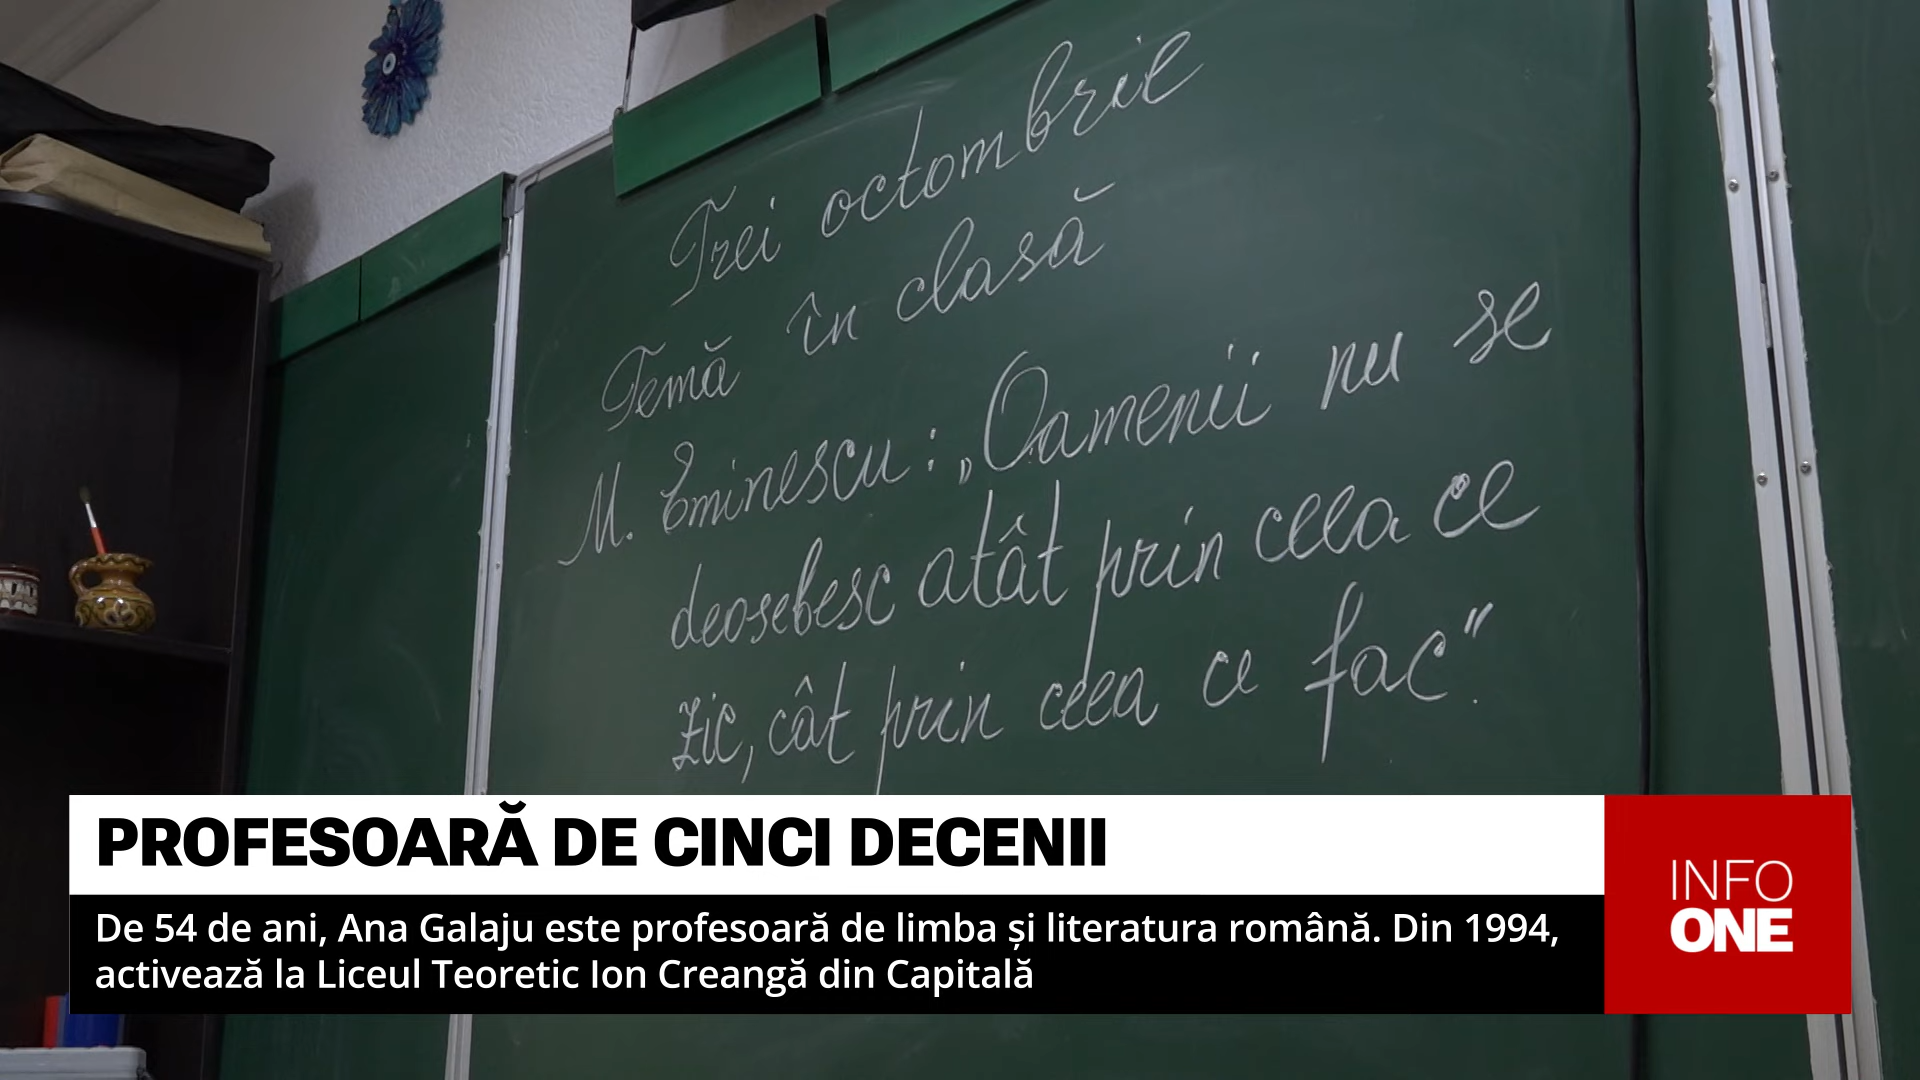 Trei octombrie
Temă în clasă
M. Eminescu: „Oamenii nu se
deosebesc atât prin ceea ce
zic, cât prin ceea ce fac”.
PROFESOARĂ DE CINCI DECENII
De 54 de ani, Ana Galaju este profesoară de limba și literatura română. Din 1994,
activează la Liceul Teoretic Ion Creangă din Capitală
INFO
ONE